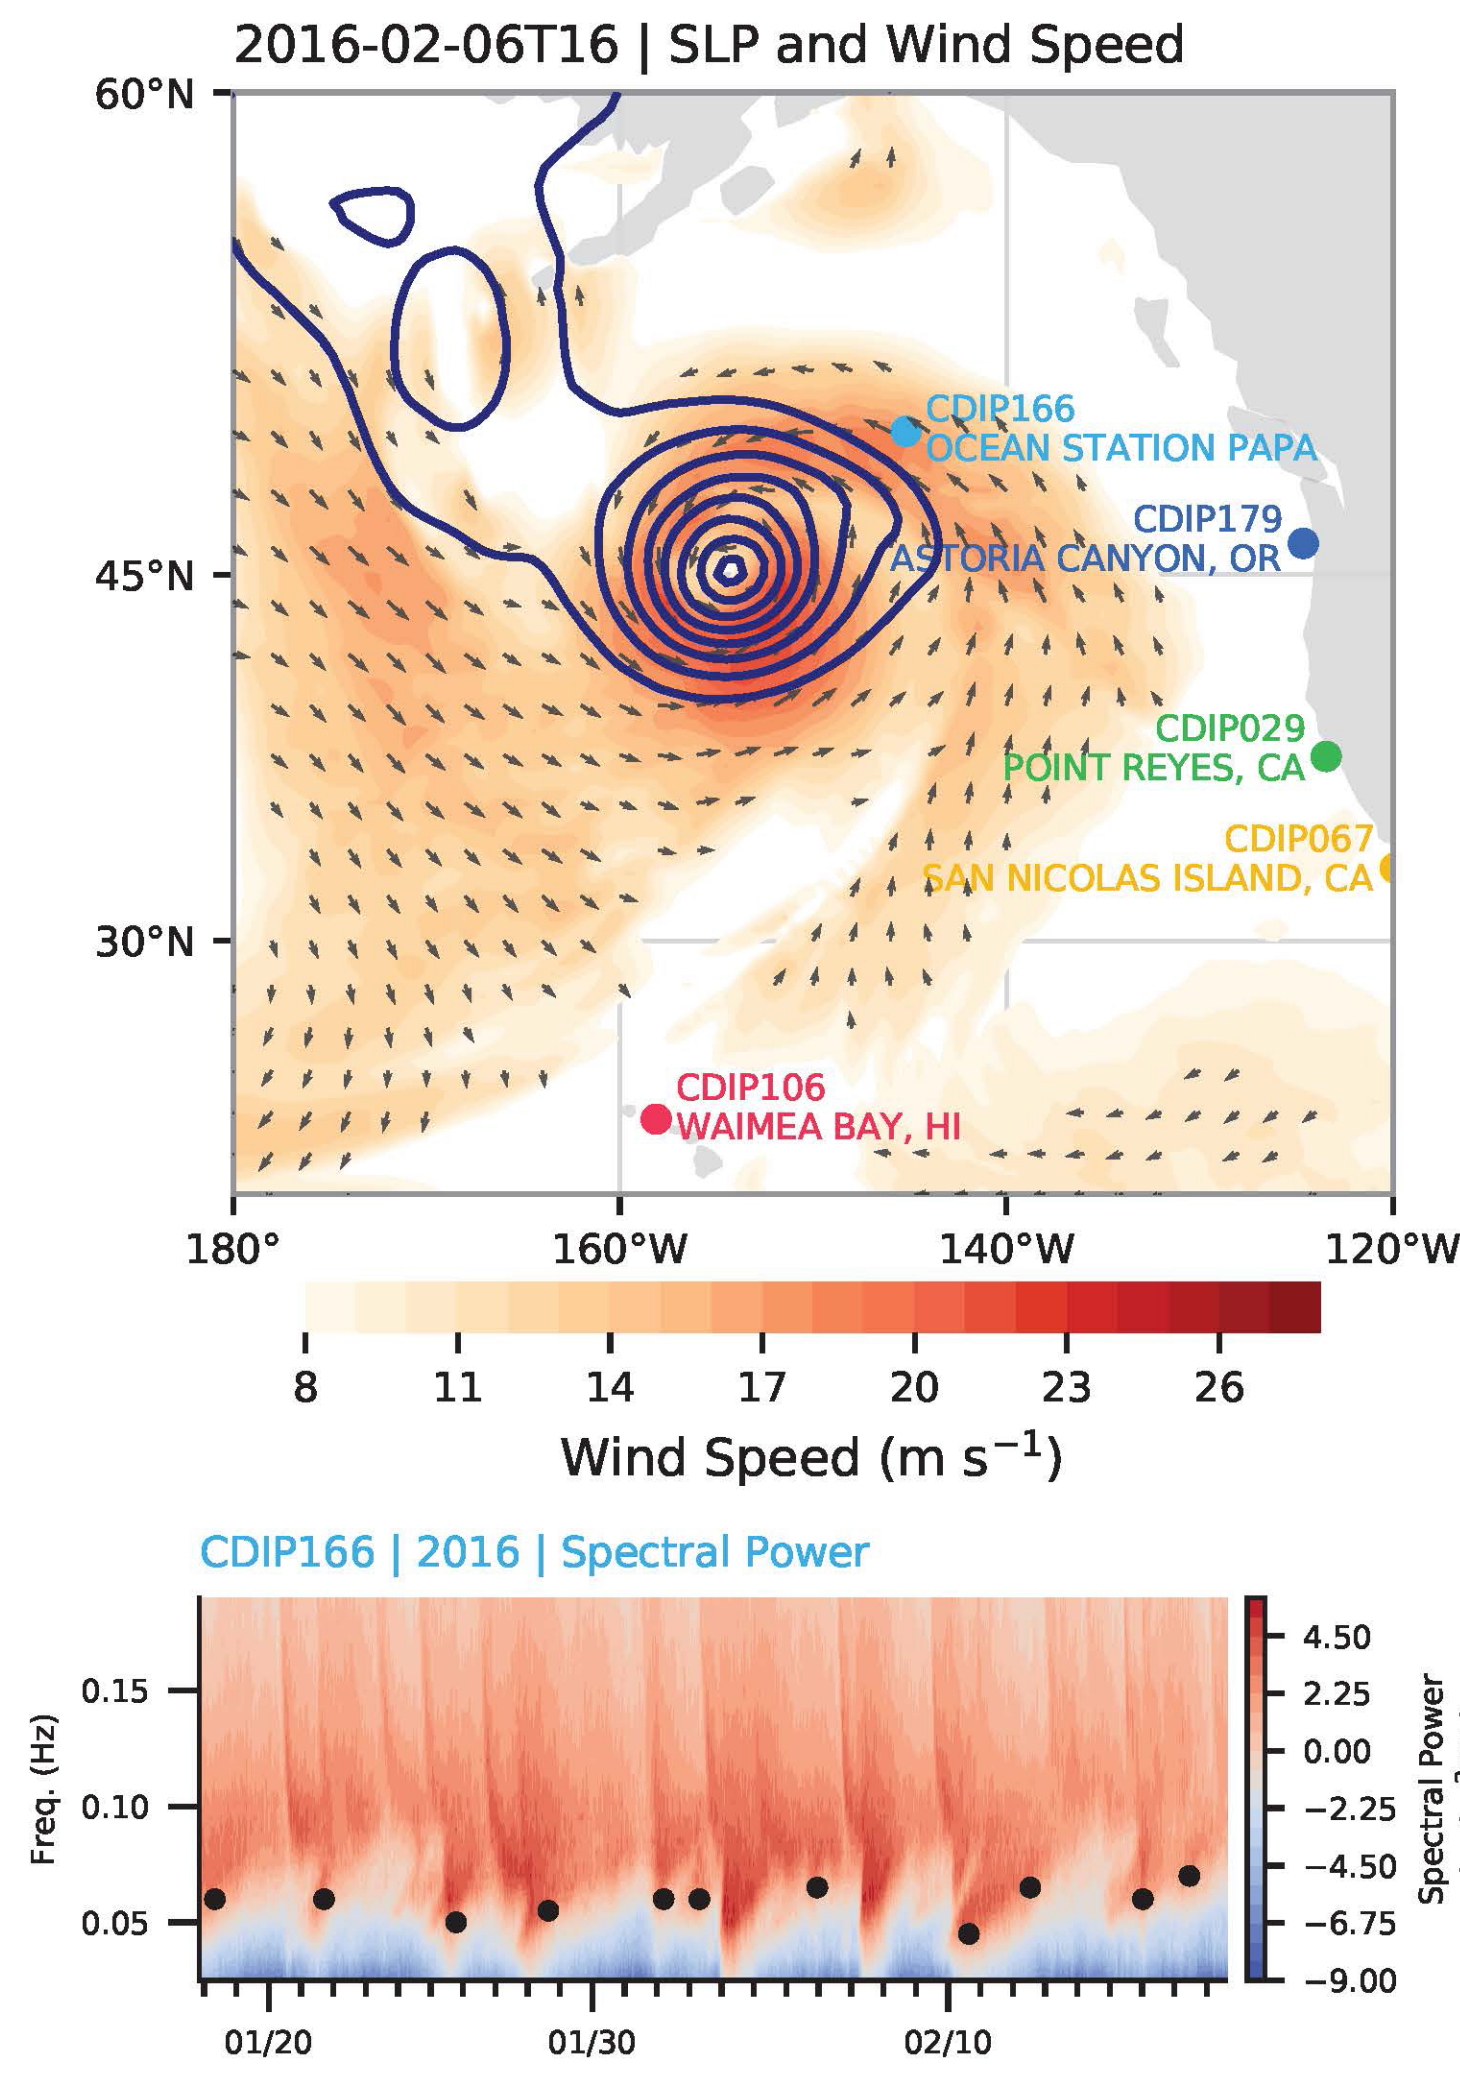 2016-02-06T16 | SLP and Wind Speed
60°N
CDIP166
OCEAN STATION PAPA
CDIP179
ASTORIA CANYON, OR
45°N
CDIP029
POINT REYES, CA
CDIP067
SAN NICOLAS ISLAND, CA
30°N
CDIP106
WAIMEA BAY, HI
180° 160°W 140°W 120°W
8 11 14 17 20 23 26
Wind Speed (m s⁻¹)
CDIP166 | 2016 | Spectral Power
Freq. (Hz)
0.15
0.10
0.05
01/20 01/30 02/10
4.50
2.25
0.00
−2.25
−4.50
−6.75
−9.00
Spectral Power